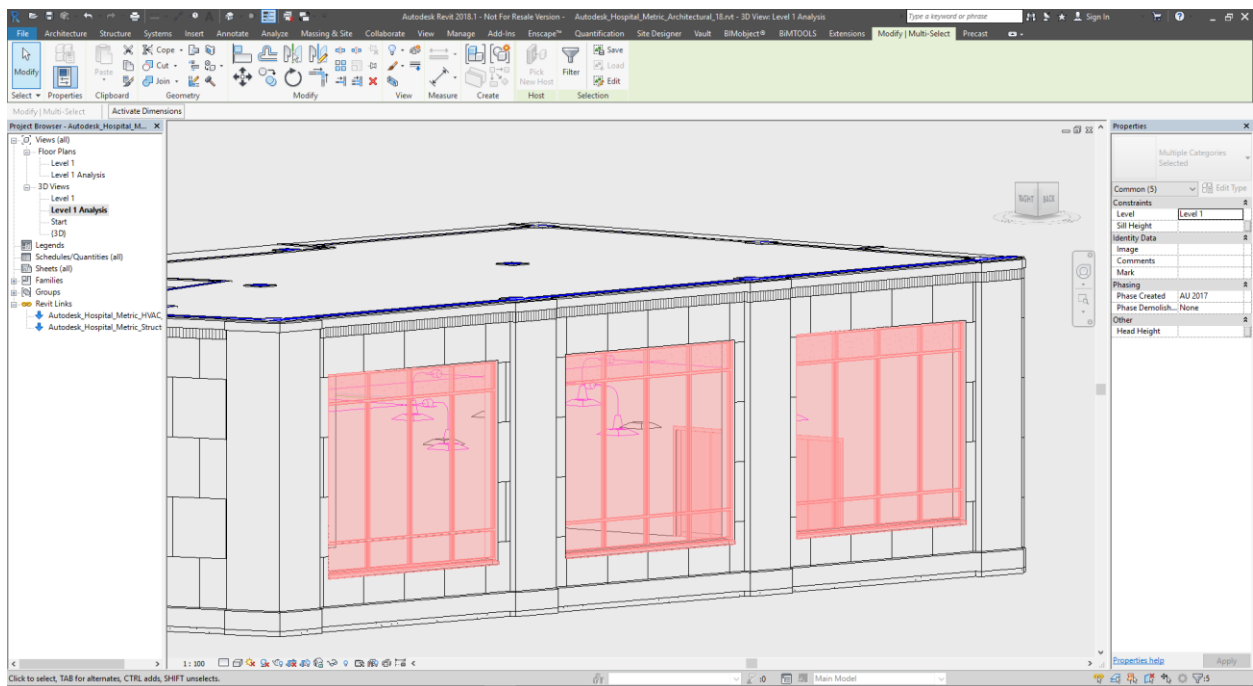 Autodesk Revit 2018.1 - Not For Resale Version - Autodesk_Hospital_Metric_Architectural_18.rvt - 3D View: Level 1 Analysis
Type a keyword or phrase
Sign In
File Architecture Structure Systems Insert Annotate Analyze Massing & Site Collaborate View Manage Add-Ins Enscape™ Quantification Site Designer Vault BIMobject® BiMTOOLS Extensions Modify | Multi-Select Precast
Modify
Paste
Cope
Cut
Join
Pick
New Host
Filter
Save
Load
Edit
Select Properties Clipboard Geometry Modify View Measure Create Host Selection
Modify | Multi-Select Activate Dimensions
Project Browser - Autodesk_Hospital_M...
Views (all)
Floor Plans
Level 1
Level 1 Analysis
3D Views
Level 1
Level 1 Analysis
Start
{3D}
Legends
Schedules/Quantities (all)
Sheets (all)
Families
Groups
Revit Links
Autodesk_Hospital_Metric_HVAC_
Autodesk_Hospital_Metric_Struct
RIGHT BACK
Properties
Multiple Categories
Selected
Common (5) Edit Type
Constraints
Level Level 1
Sill Height
Identity Data
Image
Comments
Mark
Phasing
Phase Created AU 2017
Phase Demolish... None
Other
Head Height
Properties help Apply
1 : 100
Click to select, TAB for alternates, CTRL adds, SHIFT unselects.
:0
Main Model
:5